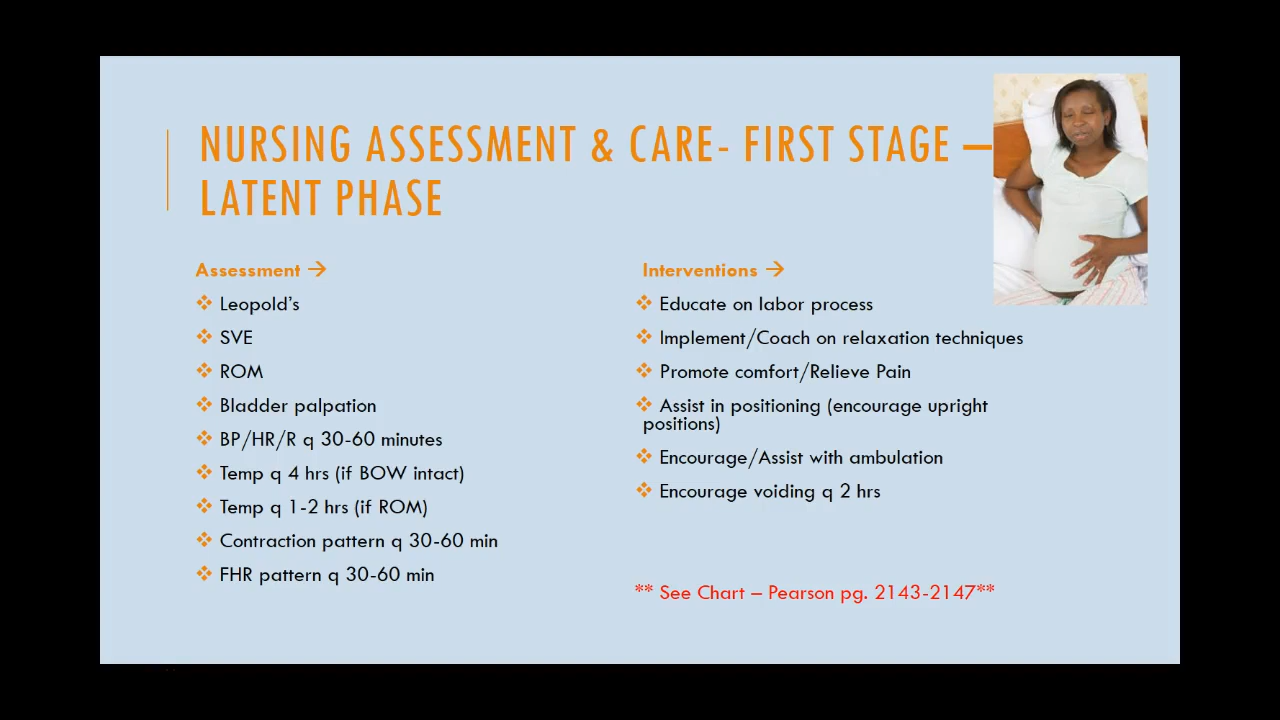 NURSING ASSESSMENT & CARE- FIRST STAGE –
LATENT PHASE
Assessment →
❖ Leopold's
❖ SVE
❖ ROM
❖ Bladder palpation
❖ BP/HR/R q 30-60 minutes
❖ Temp q 4 hrs (if BOW intact)
❖ Temp q 1-2 hrs (if ROM)
❖ Contraction pattern q 30-60 min
❖ FHR pattern q 30-60 min
Interventions →
❖ Educate on labor process
❖ Implement/Coach on relaxation techniques
❖ Promote comfort/Relieve Pain
❖ Assist in positioning (encourage upright
positions)
❖ Encourage/Assist with ambulation
❖ Encourage voiding q 2 hrs
** See Chart – Pearson pg. 2143-2147**